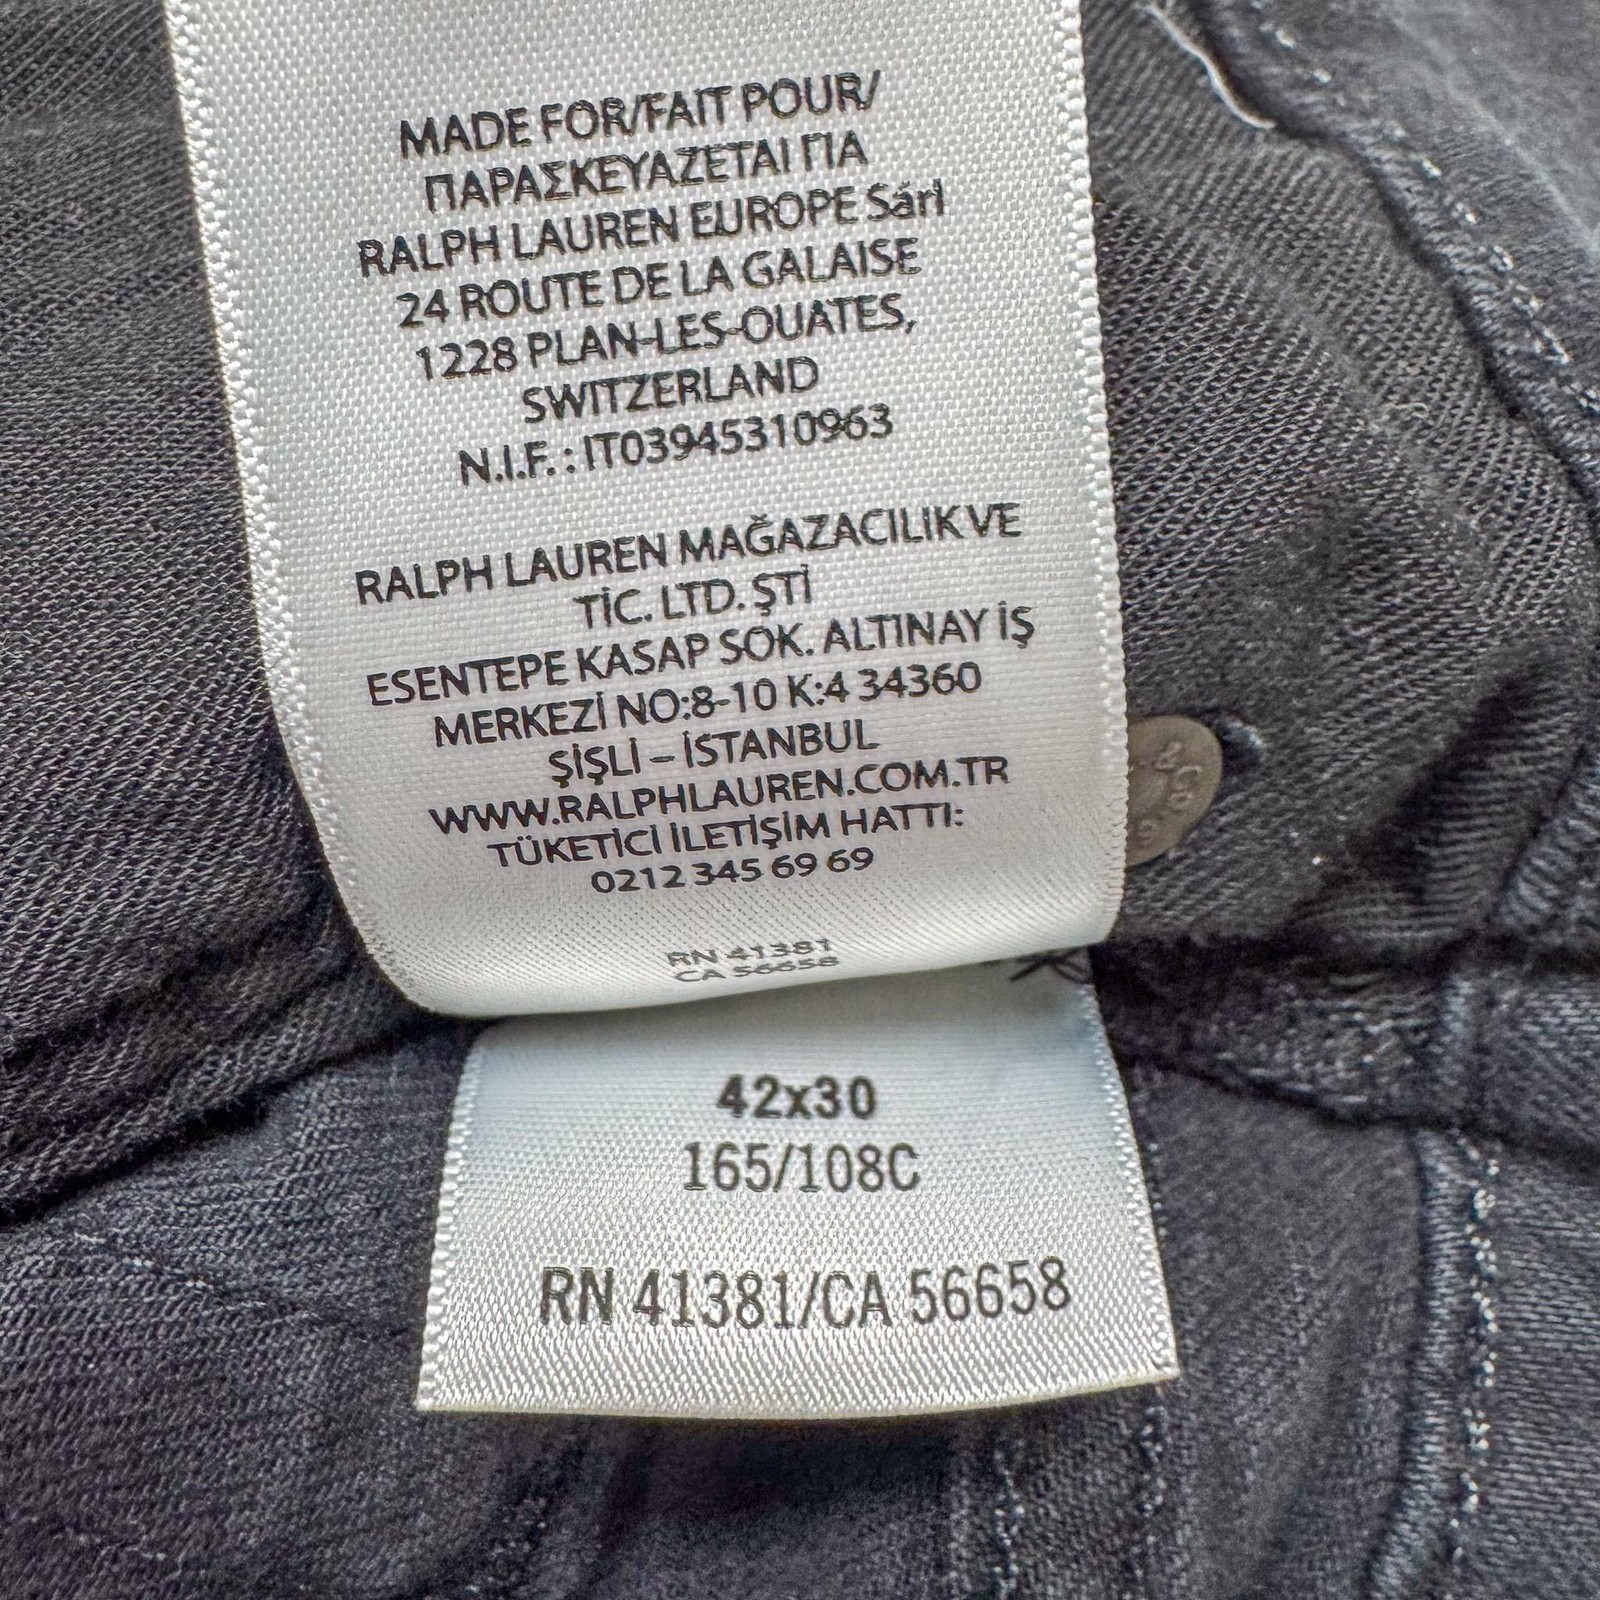 MADE FOR/FAIT POUR/
ΠΑΡΑΣΚΕΥΑΖΕΤΑΙ ΓΙΑ
RALPH LAUREN EUROPE Sárl
24 ROUTE DE LA GALAISE
1228 PLAN-LES-OUATES,
SWITZERLAND
N.I.F. : IT03945310963
RALPH LAUREN MAĞAZACILIK VE
TİC. LTD. ŞTİ
ESENTEPE KASAP SOK. ALTINAY İŞ
MERKEZİ NO:8-10 K:4 34360
ŞİŞLİ – İSTANBUL
WWW.RALPHLAUREN.COM.TR
TÜKETİCİ İLETİŞİM HATTI:
0212 345 69 69
RN 41381
CA 56658
42x30
165/108C
RN 41381/CA 56658